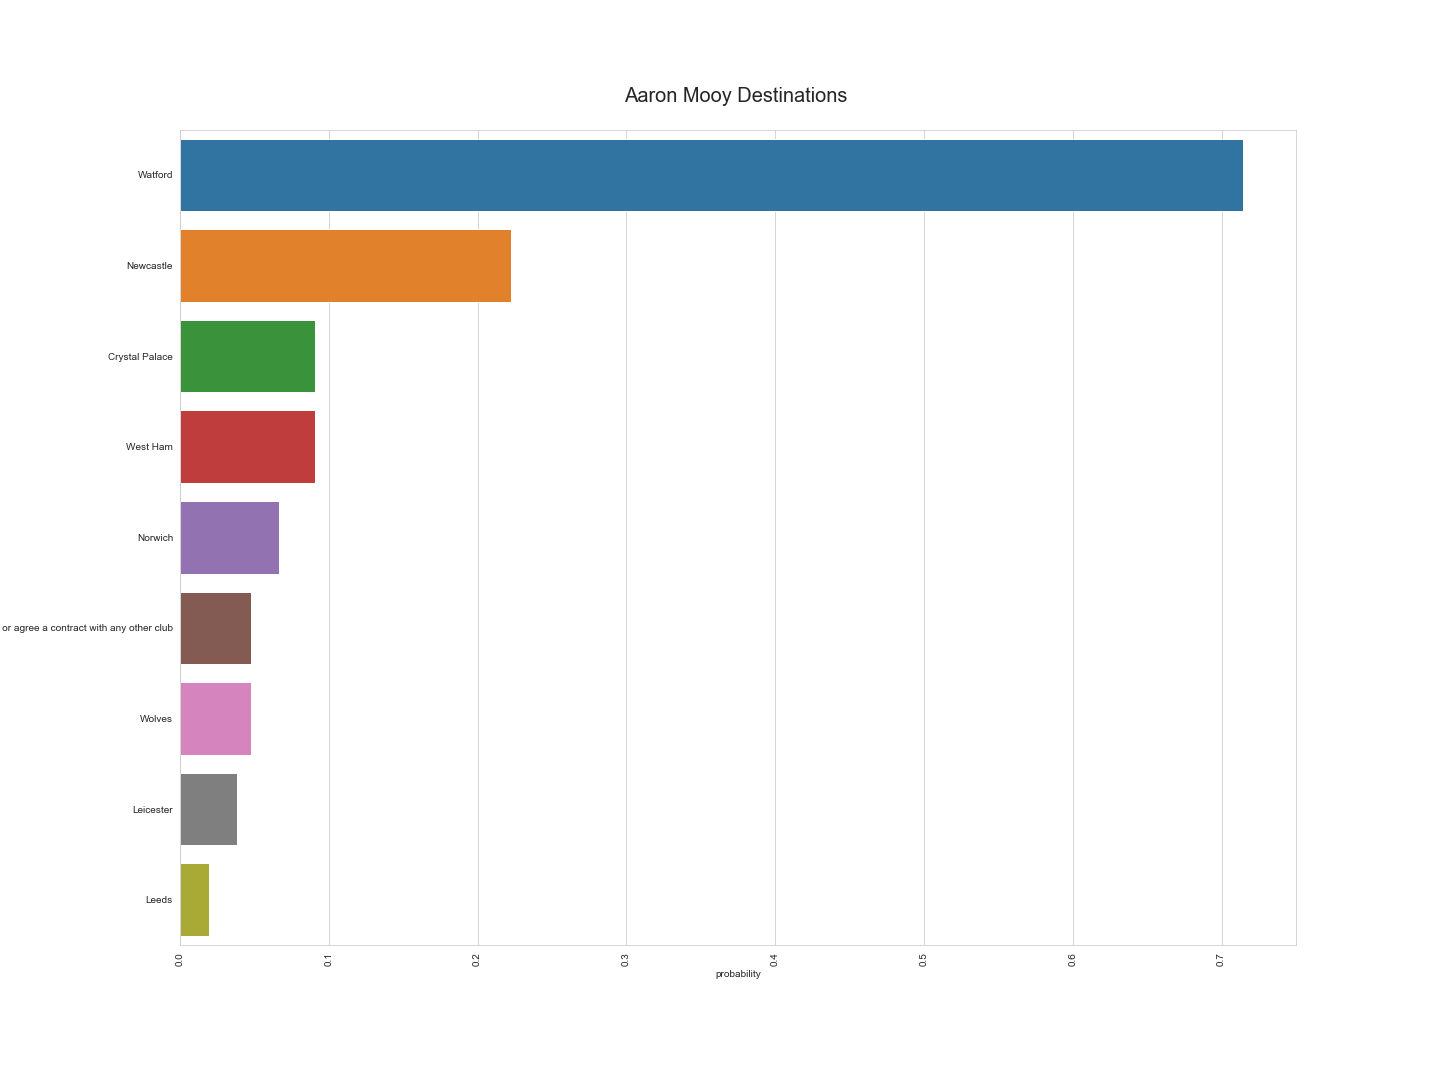 Aaron Mooy Destinations
Watford
Newcastle
Crystal Palace
West Ham
Norwich
or agree a contract with any other club
Wolves
Leicester
Leeds
0.0
0.1
0.2
0.3
0.4
0.5
0.6
0.7
probability